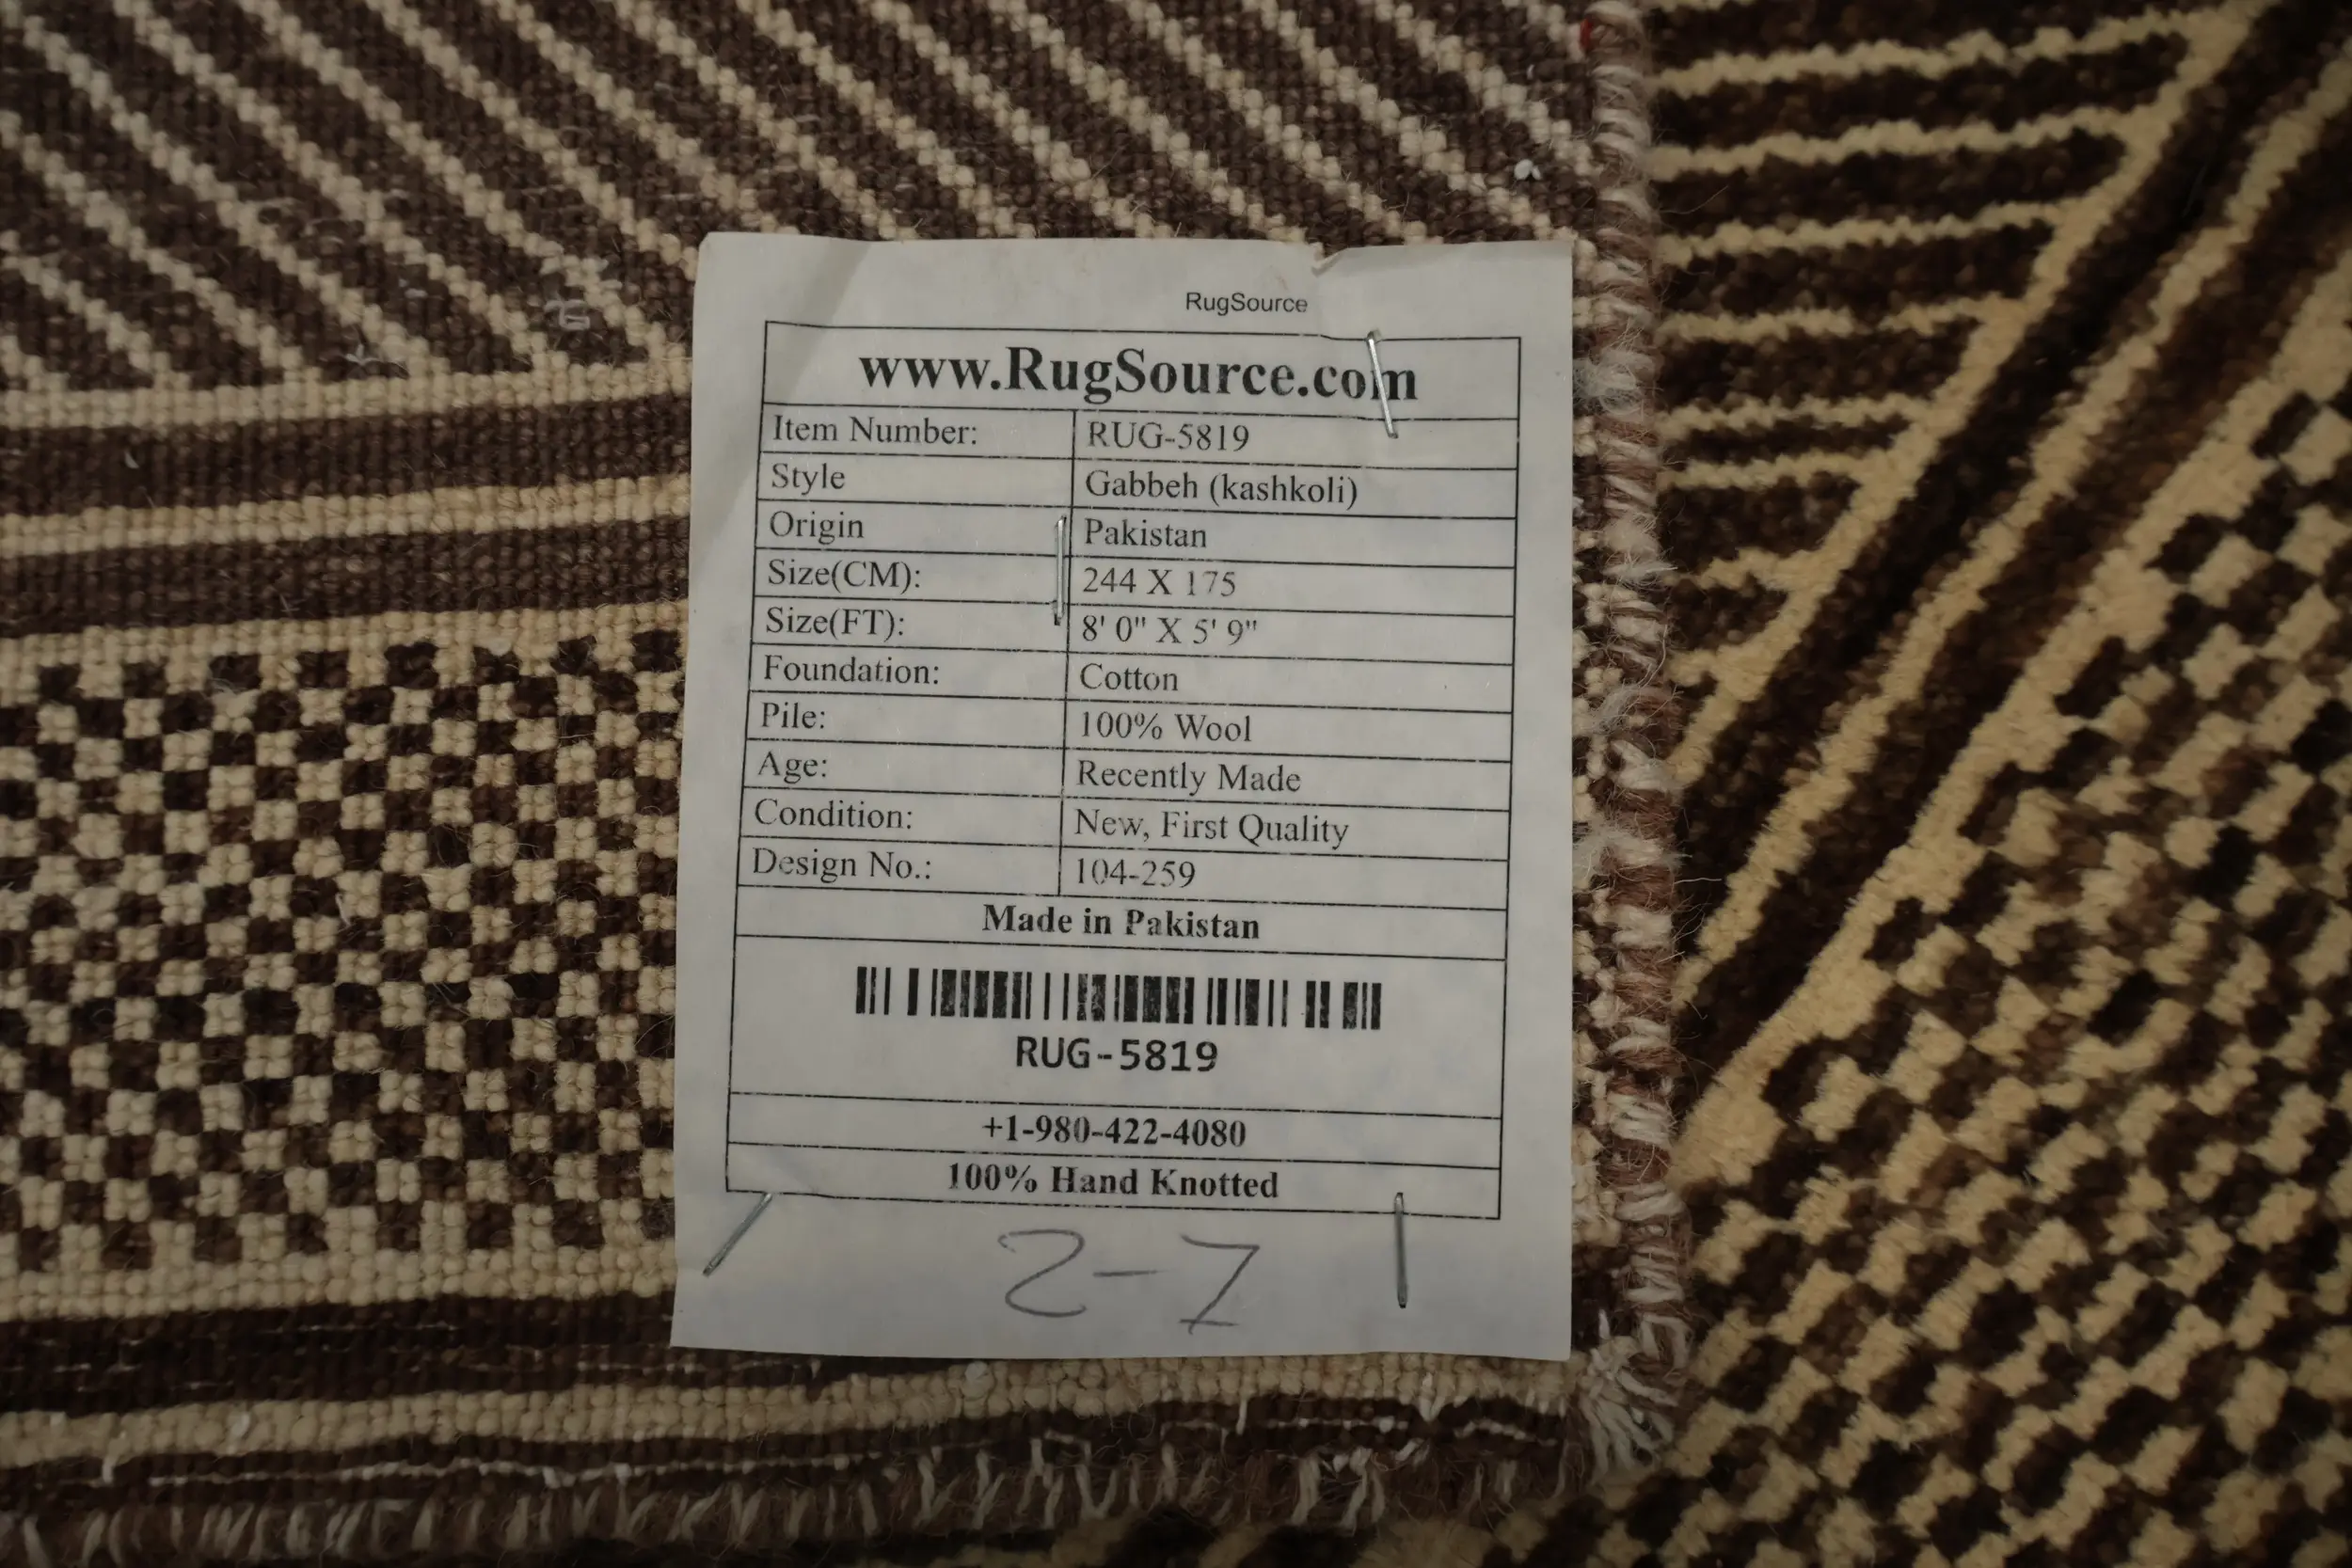 RugSource
www.RugSource.com
Item Number: RUG-5819
Style Gabbeh (kashkoli)
Origin Pakistan
Size(CM): 244 X 175
Size(FT): 8' 0" X 5' 9"
Foundation: Cotton
Pile: 100% Wool
Age: Recently Made
Condition: New, First Quality
Design No.: 104-259
Made in Pakistan
RUG-5819
+1-980-422-4080
100% Hand Knotted
2-7